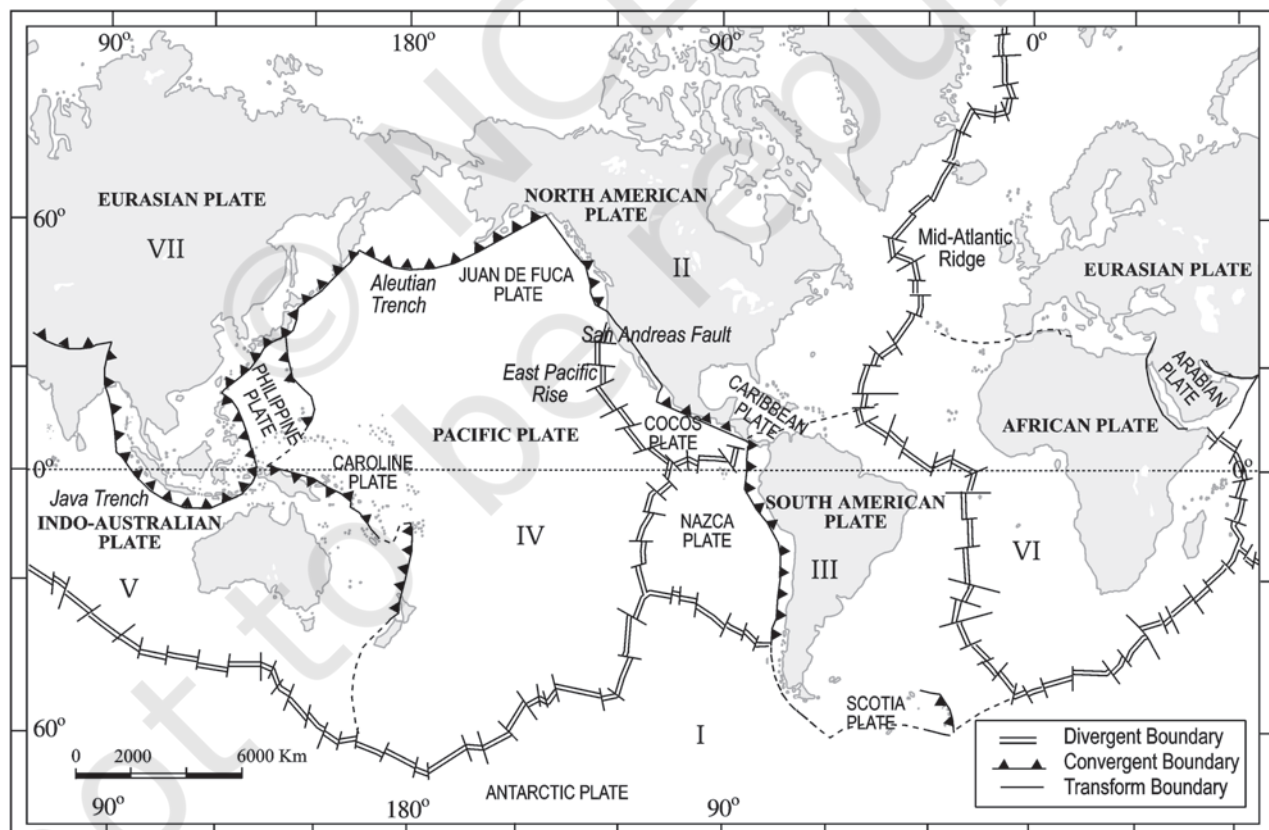 90°
180°
90°
0°
NORTH AMERICAN
PLATE
EURASIAN PLATE
60°
VII
Mid-Atlantic
Ridge
II
EURASIAN PLATE
Aleutian
Trench
JUAN DE FUCA
PLATE
San Andreas Fault
East Pacific
Rise
ARABIAN
PLATE
PHILIPPINE
PLATE
CARIBBEAN
PLATE
COCOS
PLATE
PACIFIC PLATE
AFRICAN PLATE
CAROLINE
PLATE
0°
0°
Java Trench
INDO-AUSTRALIAN
PLATE
SOUTH AMERICAN
PLATE
NAZCA
PLATE
IV
VI
V
III
SCOTIA
PLATE
60°
I
0 2000 6000 Km
ANTARCTIC PLATE
Divergent Boundary
Convergent Boundary
Transform Boundary
90°
180°
90°